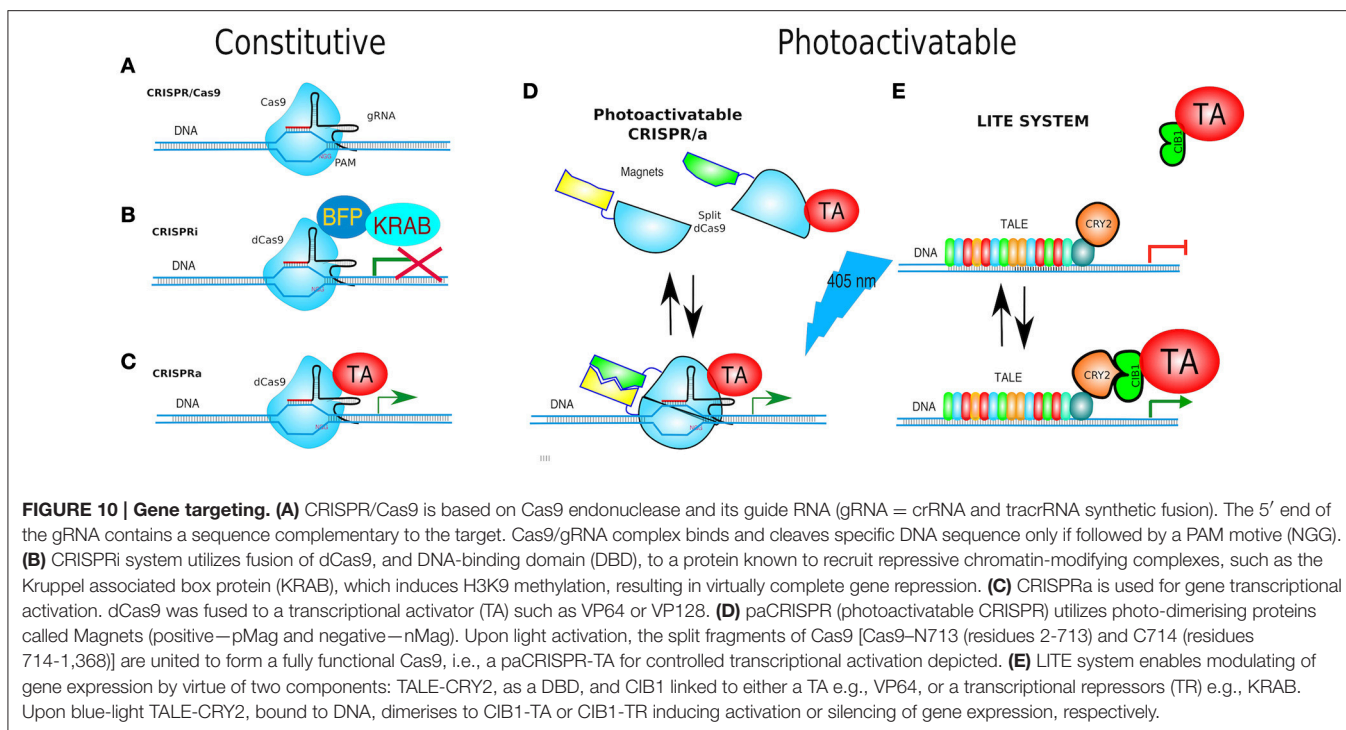 Constitutive
Photoactivatable
A
CRISPR/Cas9
Cas9
gRNA
DNA
NGG
PAM
B
CRISPRi
BFP
KRAB
dCas9
DNA
NGG
C
CRISPRa
dCas9
TA
DNA
NGG
D
Photoactivatable
CRISPR/a
Magnets
Split
dCas9
TA
405 nm
TA
DNA
NGG
E
LITE SYSTEM
TA
CIB1
CRY2
TALE
DNA
TALE
CRY2
CIB1
TA
DNA
FIGURE 10 | Gene targeting. (A) CRISPR/Cas9 is based on Cas9 endonuclease and its guide RNA (gRNA = crRNA and tracrRNA synthetic fusion). The 5′ end of
the gRNA contains a sequence complementary to the target. Cas9/gRNA complex binds and cleaves specific DNA sequence only if followed by a PAM motive (NGG).
(B) CRISPRi system utilizes fusion of dCas9, and DNA-binding domain (DBD), to a protein known to recruit repressive chromatin-modifying complexes, such as the
Kruppel associated box protein (KRAB), which induces H3K9 methylation, resulting in virtually complete gene repression. (C) CRISPRa is used for gene transcriptional
activation. dCas9 was fused to a transcriptional activator (TA) such as VP64 or VP128. (D) paCRISPR (photoactivatable CRISPR) utilizes photo-dimerising proteins
called Magnets (positive—pMag and negative—nMag). Upon light activation, the split fragments of Cas9 [Cas9–N713 (residues 2-713) and C714 (residues
714-1,368)] are united to form a fully functional Cas9, i.e., a paCRISPR-TA for controlled transcriptional activation depicted. (E) LITE system enables modulating of
gene expression by virtue of two components: TALE-CRY2, as a DBD, and CIB1 linked to either a TA e.g., VP64, or a transcriptional repressors (TR) e.g., KRAB.
Upon blue-light TALE-CRY2, bound to DNA, dimerises to CIB1-TA or CIB1-TR inducing activation or silencing of gene expression, respectively.